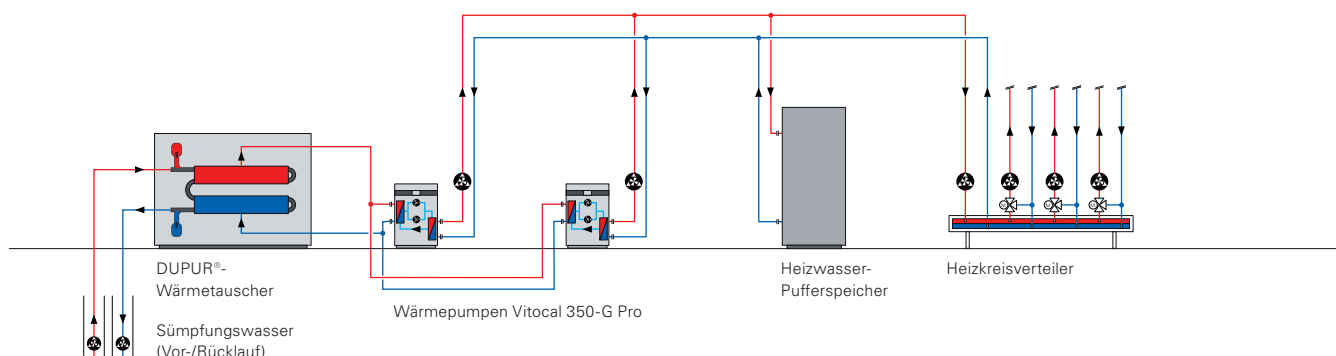 DUPUR®-
Wärmetauscher
Sümpfungswasser
(Vor-/Rücklauf)
Wärmepumpen Vitocal 350-G Pro
Heizwasser-
Pufferspeicher
Heizkreisverteiler